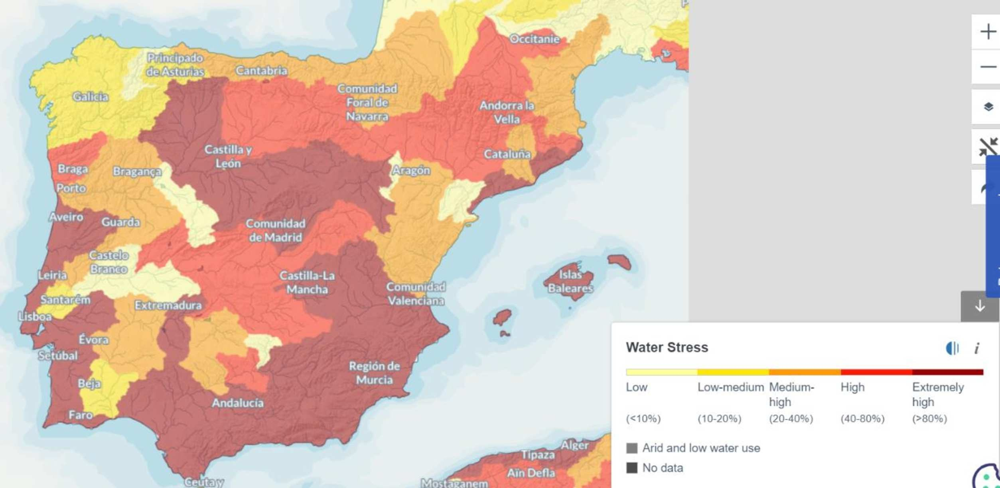 Occitanie
Principado
de Asturias
Cantabria
Comunidad
Foral de
Navarra
Galicia
Andorra la
Vella
Castilla y
León
Cataluña
Braga
Bragança
Aragón
Porto
Aveiro
Guarda
Comunidad
de Madrid
Castelo
Branco
Leiria
Castilla-La
Mancha
Islas
Baleares
Comunidad
Valenciana
Santarém
Extremadura
Lisboa
Évora
Setúbal
Región de
Murcia
Beja
Andalucía
Faro
Ceuta y
Alger
Tipaza
Aïn Defla
Mostaganem
Water Stress
i
Low Low-medium Medium- High Extremely
high high
(<10%) (10-20%) (20-40%) (40-80%) (>80%)
Arid and low water use
No data